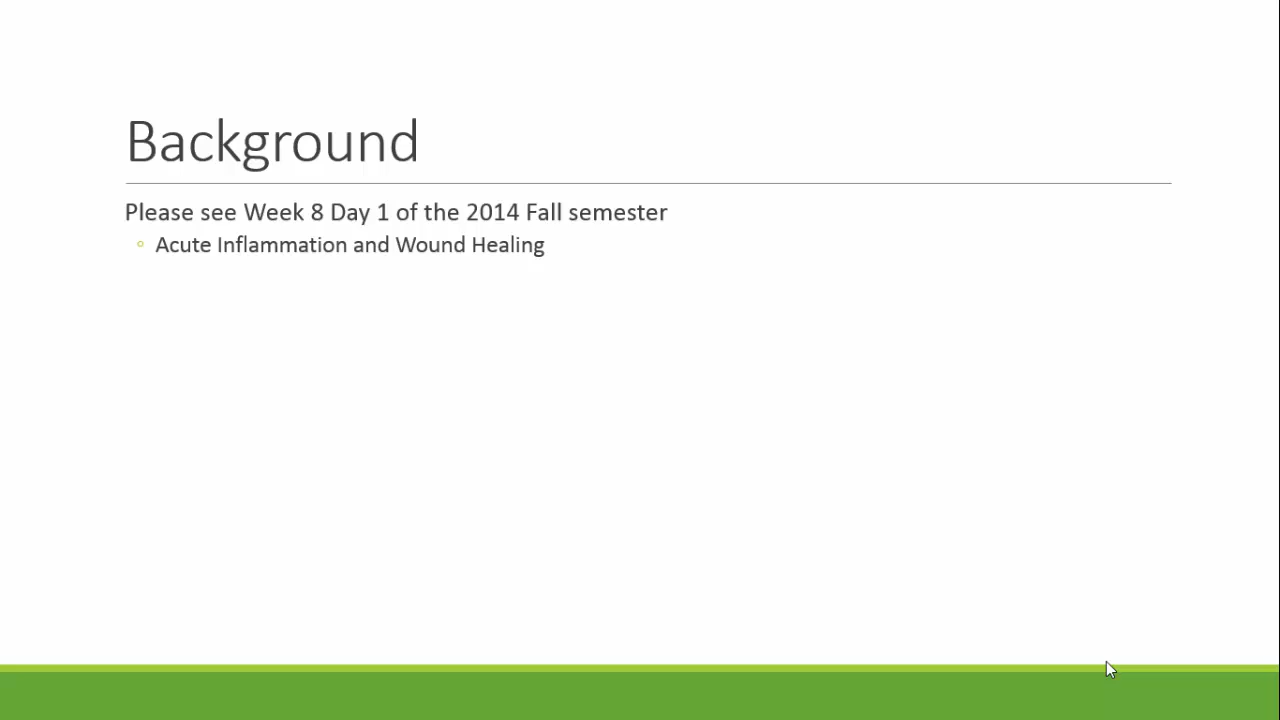 Background
Please see Week 8 Day 1 of the 2014 Fall semester
Acute Inflammation and Wound Healing